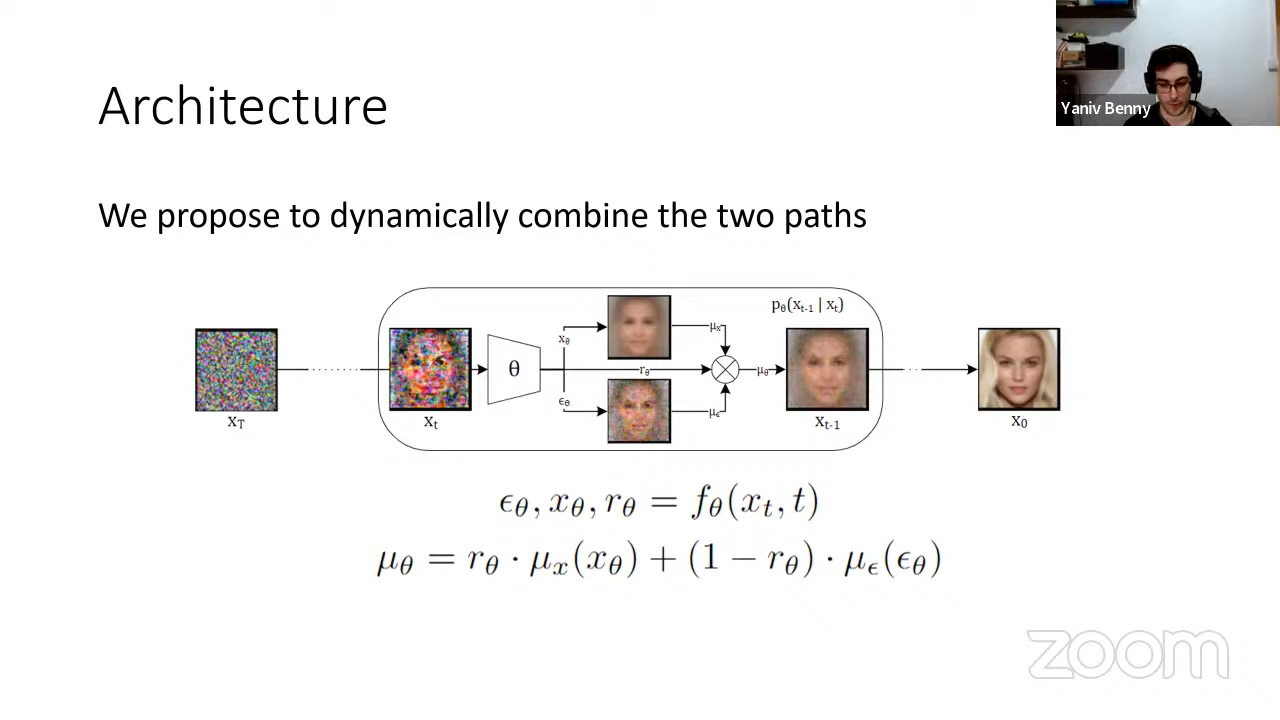 Yaniv Benny
Architecture
We propose to dynamically combine the two paths
p_θ(x_{t-1} | x_t)
x_θ
μ_x
θ
r_θ
μ_θ
ϵ_θ
μ_ϵ
x_T
x_t
x_{t-1}
x_0
ϵ_θ, x_θ, r_θ = f_θ(x_t, t)
μ_θ = r_θ · μ_x(x_θ) + (1 − r_θ) · μ_ϵ(ϵ_θ)
zoom